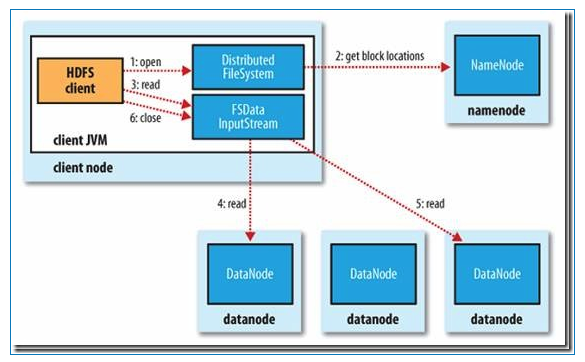 HDFS
client
1: open
3: read
6: close
Distributed
FileSystem
FSData
InputStream
client JVM
client node
2: get block locations
NameNode
namenode
4: read
5: read
DataNode
datanode
DataNode
datanode
DataNode
datanode